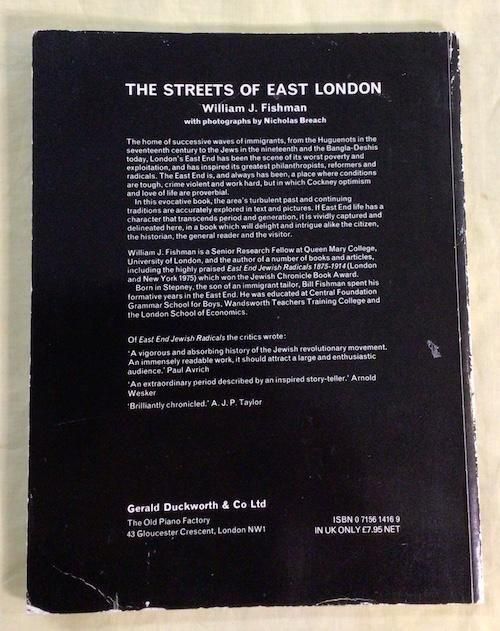 THE STREETS OF EAST LONDON
William J. Fishman
with photographs by Nicholas Breach
The home of successive waves of immigrants, from the Huguenots in the
seventeenth century to the Jews in the nineteenth and the Bangla-Deshis
today, London's East End has been the scene of its worst poverty and
exploitation, and has inspired its greatest philanthropists, reformers and
radicals. The East End is, and always has been, a place where conditions
are tough, crime violent and work hard, but in which Cockney optimism
and love of life are proverbial.
In this evocative book, the area's turbulent past and continuing
traditions are accurately explored in text and pictures. If East End life has a
character that transcends period and generation, it is vividly captured and
delineated here, in a book which will delight and intrigue alike the citizen,
the historian, the general reader and the visitor.
William J. Fishman is a Senior Research Fellow at Queen Mary College,
University of London, and the author of a number of books and articles,
including the highly praised East End Jewish Radicals 1875-1914 (London
and New York 1975) which won the Jewish Chronicle Book Award.
Born in Stepney, the son of an immigrant tailor, Bill Fishman spent his
formative years in the East End. He was educated at Central Foundation
Grammar School for Boys, Wandsworth Teachers Training College and
the London School of Economics.
Of East End Jewish Radicals the critics wrote:
'A vigorous and absorbing history of the Jewish revolutionary movement.
An immensely readable work, it should attract a large and enthusiastic
audience.' Paul Avrich
'An extraordinary period described by an inspired story-teller.' Arnold
Wesker
'Brilliantly chronicled.' A. J. P. Taylor
Gerald Duckworth & Co Ltd
The Old Piano Factory
43 Gloucester Crescent, London NW1
ISBN 0 7156 1416 9
IN UK ONLY £7.95 NET